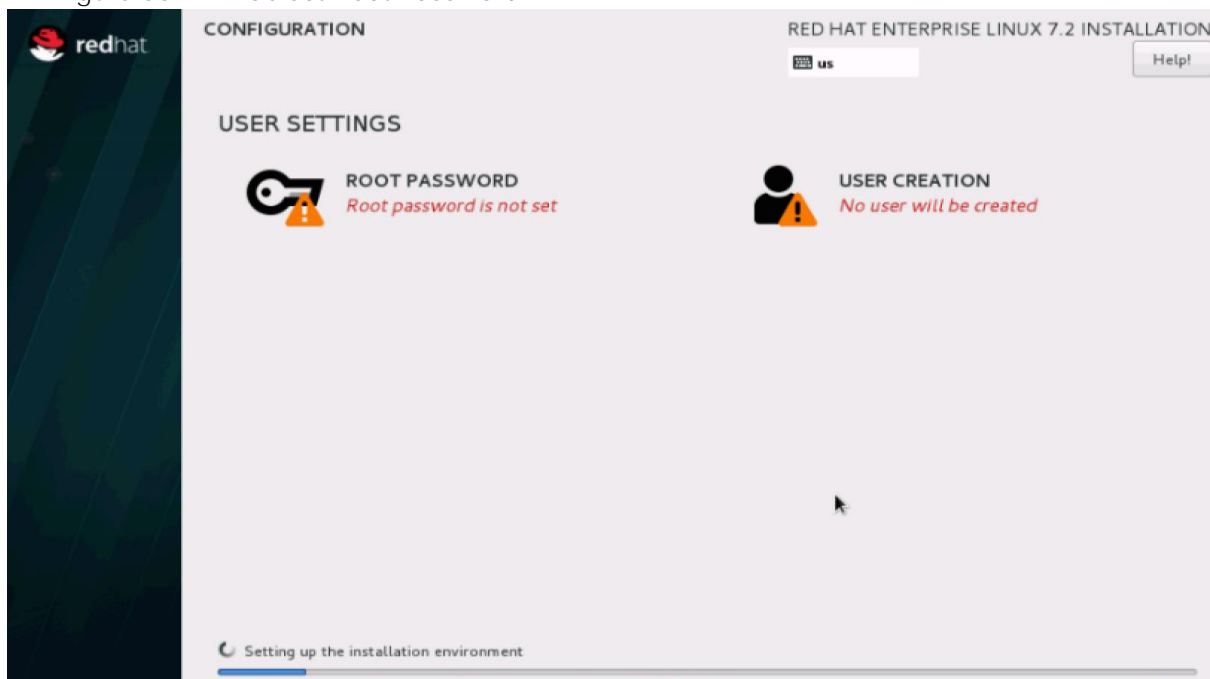 redhat
CONFIGURATION
RED HAT ENTERPRISE LINUX 7.2 INSTALLATION
us
Help!
USER SETTINGS
ROOT PASSWORD
Root password is not set
USER CREATION
No user will be created
Setting up the installation environment